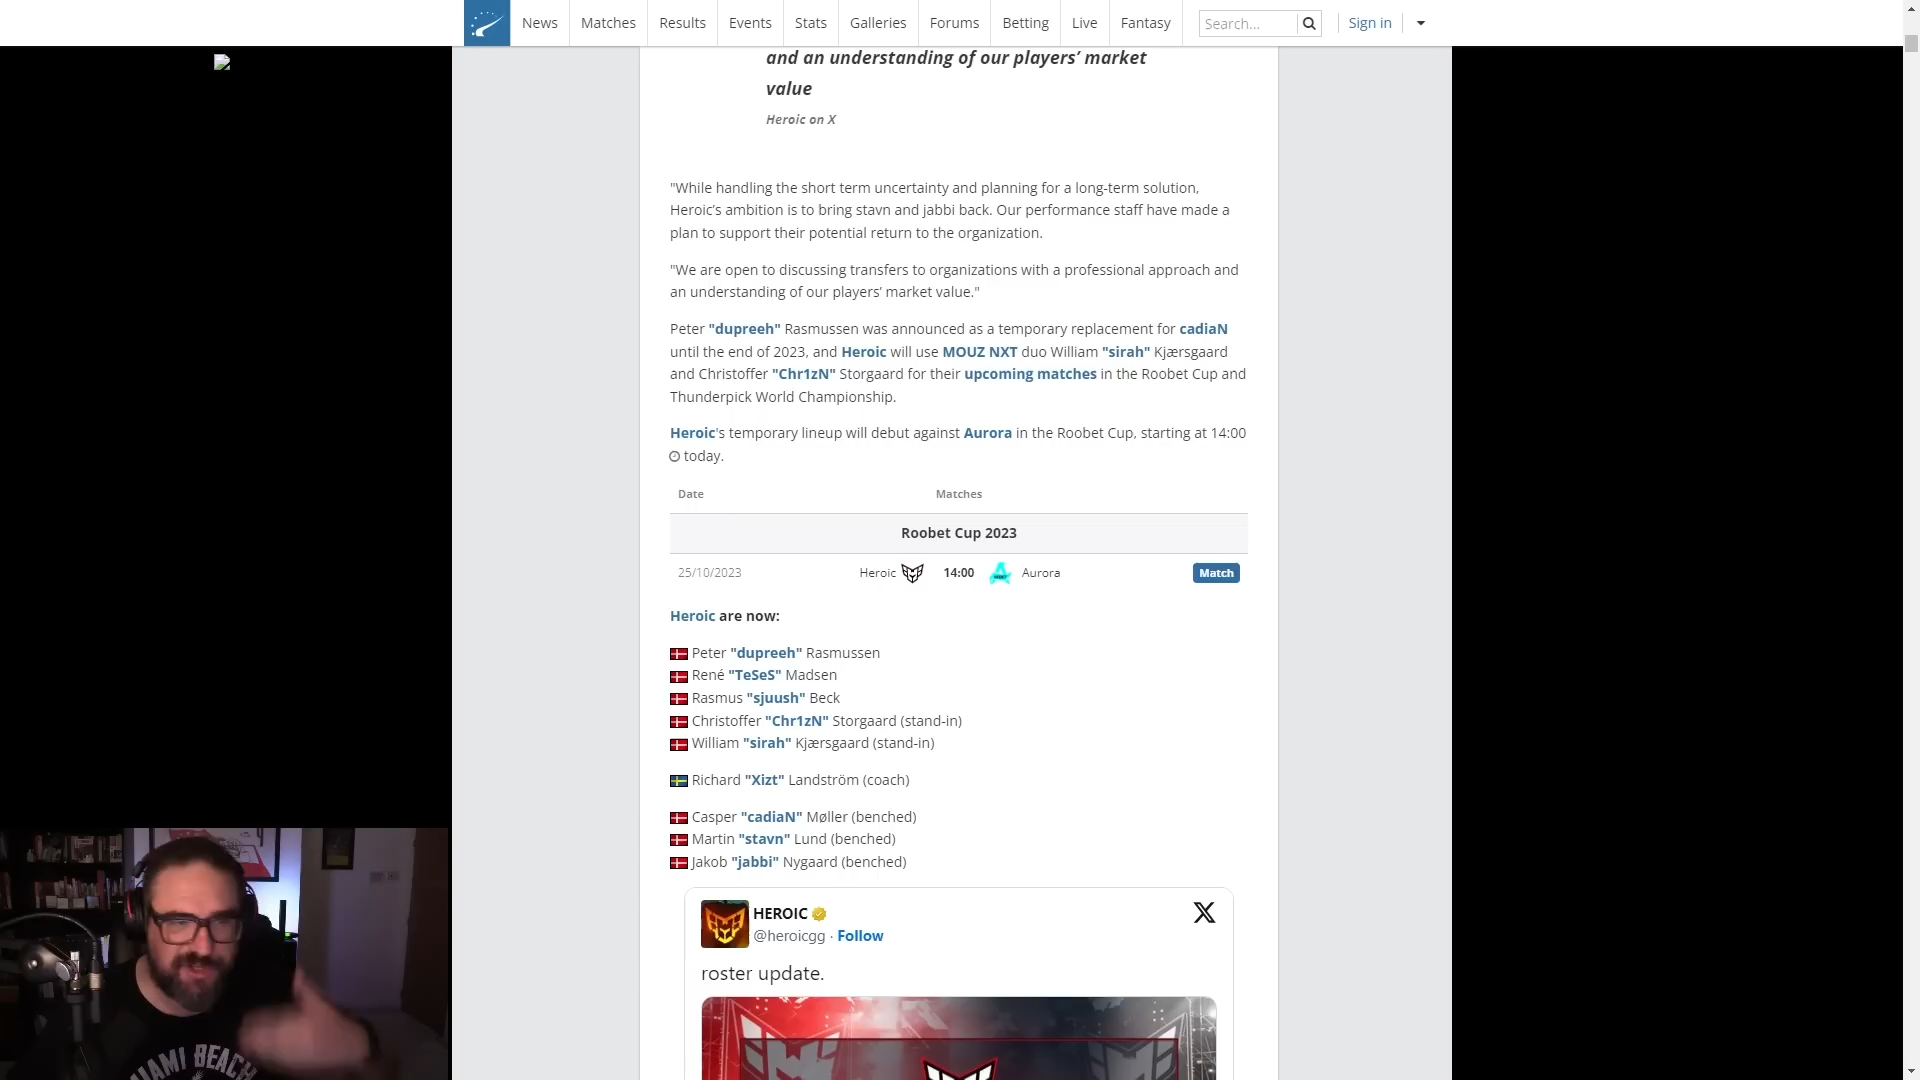 News Matches Results Events Stats Galleries Forums Betting Live Fantasy Search... Sign in
and an understanding of our players’ market
value
Heroic on X
"While handling the short term uncertainty and planning for a long-term solution,
Heroic’s ambition is to bring stavn and jabbi back. Our performance staff have made a
plan to support their potential return to the organization.
"We are open to discussing transfers to organizations with a professional approach and
an understanding of our players’ market value."
Peter "dupreeh" Rasmussen was announced as a temporary replacement for cadiaN
until the end of 2023, and Heroic will use MOUZ NXT duo William "sirah" Kjærsgaard
and Christoffer "Chr1zN" Storgaard for their upcoming matches in the Roobet Cup and
Thunderpick World Championship.
Heroic's temporary lineup will debut against Aurora in the Roobet Cup, starting at 14:00
today.
Date Matches
Roobet Cup 2023
25/10/2023 Heroic 14:00 Aurora Match
Heroic are now:
Peter "dupreeh" Rasmussen
René "TeSeS" Madsen
Rasmus "sjuush" Beck
Christoffer "Chr1zN" Storgaard (stand-in)
William "sirah" Kjærsgaard (stand-in)
Richard "Xizt" Landström (coach)
Casper "cadiaN" Møller (benched)
Martin "stavn" Lund (benched)
Jakob "jabbi" Nygaard (benched)
HEROIC
@heroicgg · Follow
roster update.
MIAMI BEACH